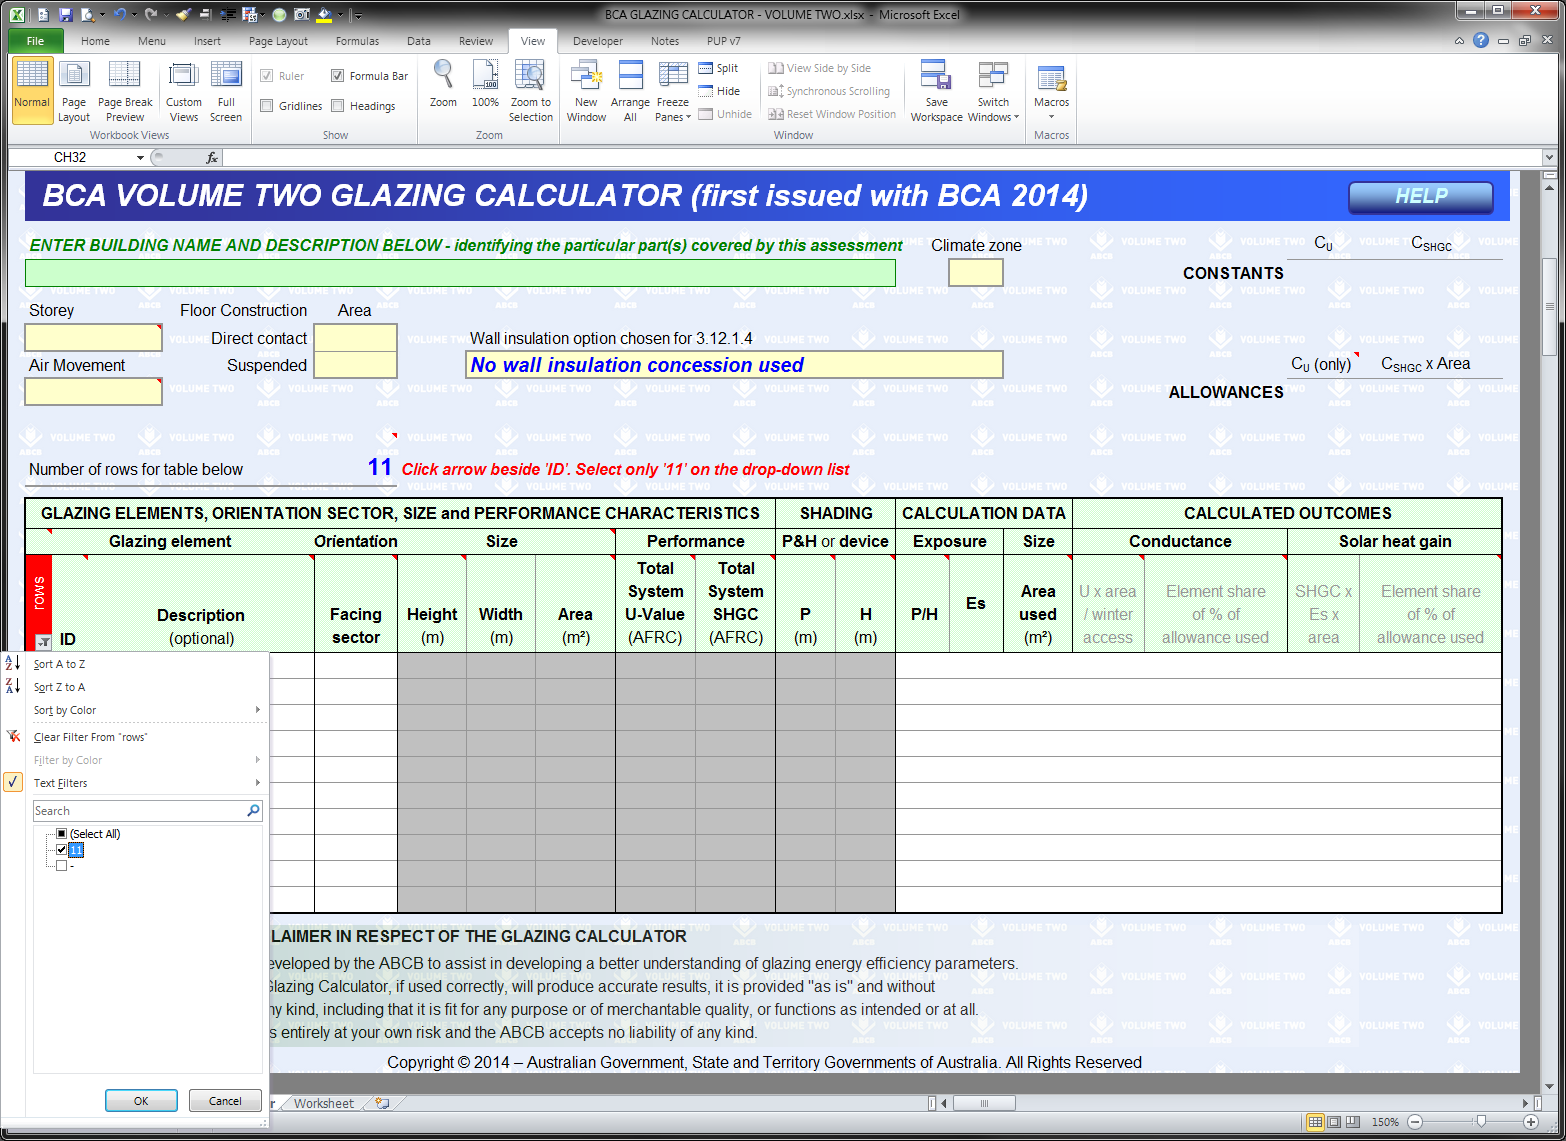 BCA GLAZING CALCULATOR - VOLUME TWO.xlsx - Microsoft Excel
File Home Menu Insert Page Layout Formulas Data Review View Developer Notes PUP v7
Normal Page Layout Page Break Preview Custom Views Full Screen
Workbook Views
Ruler Formula Bar
Gridlines Headings
Show
Zoom 100% Zoom to Selection
Zoom
New Window Arrange All Freeze Panes
Split
Hide
Unhide
View Side by Side
Synchronous Scrolling
Reset Window Position
Window
Save Workspace Switch Windows
Macros
Macros
CH32 fx
BCA VOLUME TWO GLAZING CALCULATOR (first issued with BCA 2014) HELP
ENTER BUILDING NAME AND DESCRIPTION BELOW - identifying the particular part(s) covered by this assessment Climate zone CU CSHGC
CONSTANTS
Storey Floor Construction Area
Direct contact Wall insulation option chosen for 3.12.1.4
Air Movement Suspended No wall insulation concession used CU (only) CSHGC x Area
ALLOWANCES
Number of rows for table below 11 Click arrow beside 'ID'. Select only '11' on the drop-down list
GLAZING ELEMENTS, ORIENTATION SECTOR, SIZE and PERFORMANCE CHARACTERISTICS SHADING CALCULATION DATA CALCULATED OUTCOMES
Glazing element Orientation Size Performance P&H or device Exposure Size Conductance Solar heat gain
rows
ID
Description
(optional)
Facing
sector
Height
(m)
Width
(m)
Area
(m²)
Total
System
U-Value
(AFRC)
Total
System
SHGC
(AFRC)
P
(m)
H
(m)
P/H
Es
Area
used
(m²)
U x area
/ winter
access
Element share
of % of
allowance used
SHGC x
Es x
area
Element share
of % of
allowance used
Sort A to Z
Sort Z to A
Sort by Color
Clear Filter From "rows"
Filter by Color
Text Filters
Search
(Select All)
11
-
OK Cancel
LAIMER IN RESPECT OF THE GLAZING CALCULATOR
eveloped by the ABCB to assist in developing a better understanding of glazing energy efficiency parameters.
Glazing Calculator, if used correctly, will produce accurate results, it is provided "as is" and without
ny kind, including that it is fit for any purpose or of merchantable quality, or functions as intended or at all.
s entirely at your own risk and the ABCB accepts no liability of any kind.
Copyright © 2014 – Australian Government, State and Territory Governments of Australia. All Rights Reserved
r Worksheet
150%
VOLUME TWO
ABCB